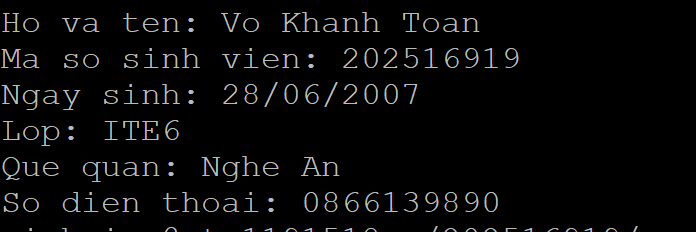 Ho va ten: Vo Khanh Toan
Ma so sinh vien: 202516919
Ngay sinh: 28/06/2007
Lop: ITE6
Que quan: Nghe An
So dien thoai: 0866139890